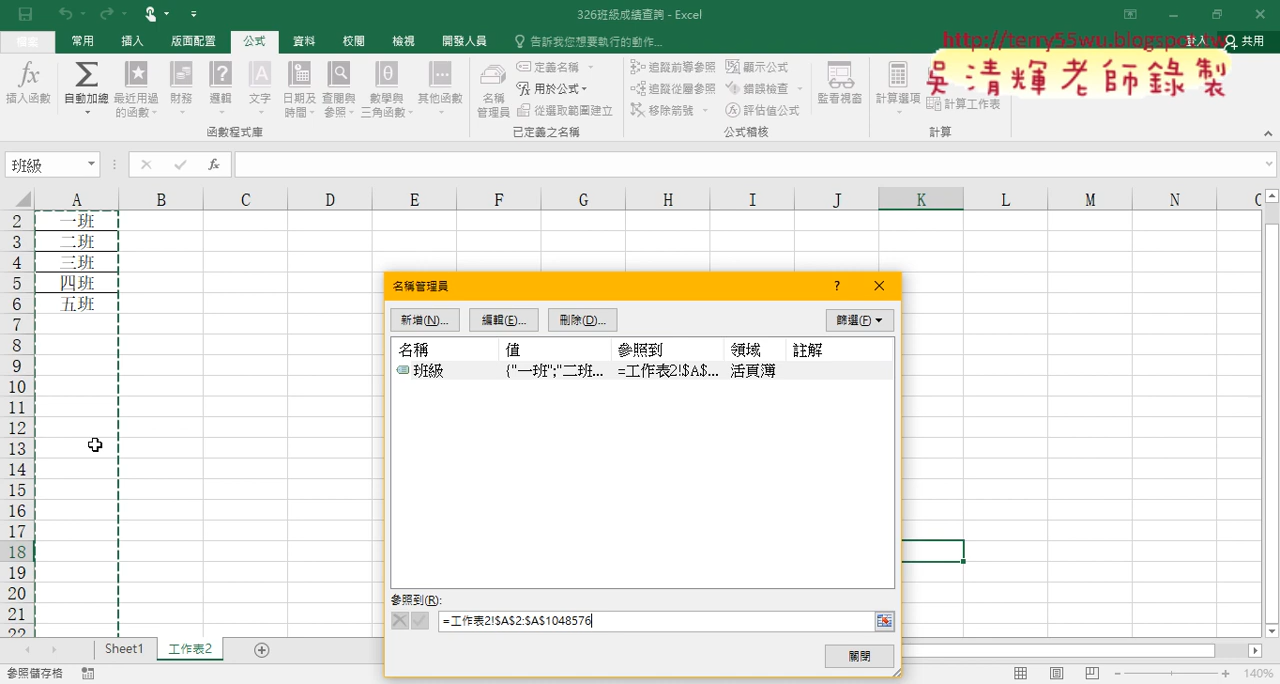 326班級成績查詢 - Excel
檔案 常用 插入 版面配置 公式 資料 校閱 檢視 開發人員 告訴我您想要執行的動作... 登入 共用
http://terry55wu.blogspot.tw
吳清輝老師錄製
插入函數 自動加總 最近用過的函數 財務 邏輯 文字 日期及時間 查閱與參照 數學與三角函數 其他函數
函數程式庫
名稱管理員 定義名稱 用於公式 從選取範圍建立
已定義之名稱
追蹤前導參照 顯示公式
追蹤從屬參照 錯誤檢查
移除箭號 評估值公式
公式稽核
監看視窗
計算選項 計算工作表
計算
班級 fx
A B C D E F G H I J K L M N
2 一班
3 二班
4 三班
5 四班
6 五班
7
8
9
10
11
12
13
14
15
16
17
18
19
20
21
22
名稱管理員 ?
新增(N)... 編輯(E)... 刪除(D)... 篩選(F)
名稱 值 參照到 領域 註解
班級 {"一班";"二班... =工作表2!$A$... 活頁簿
參照到(R):
=工作表2!$A$2:$A$1048576
關閉
Sheet1 工作表2
參照儲存格 140%